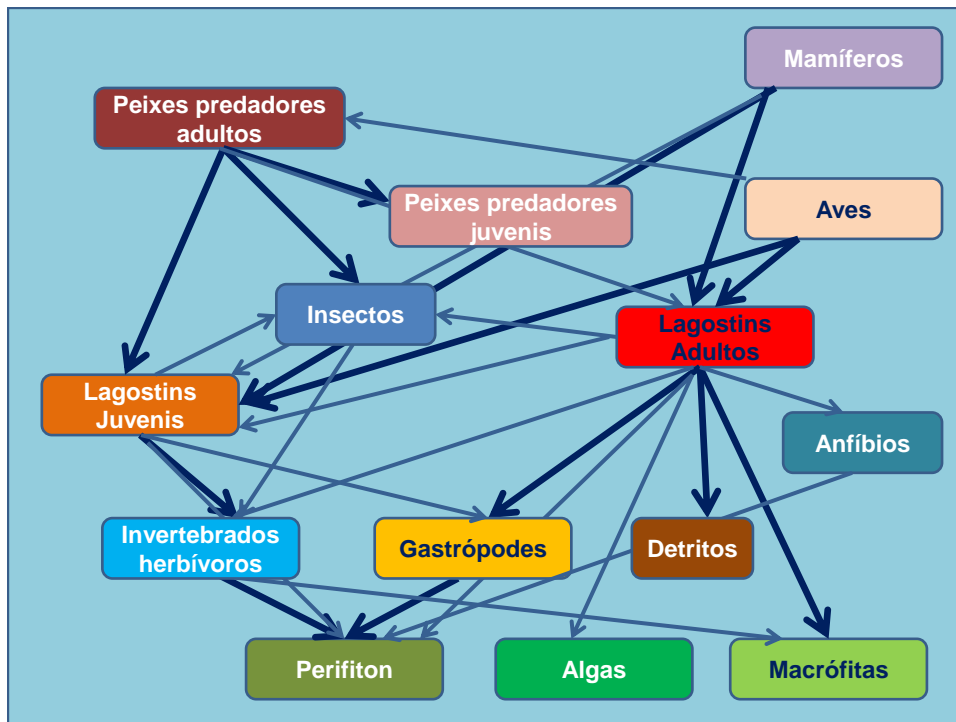 Mamíferos
Peixes predadores
adultos
Peixes predadores
juvenis
Aves
Insectos
Lagostins
Adultos
Lagostins
Juvenis
Anfíbios
Invertebrados
herbívoros
Gastrópodes
Detritos
Perifiton
Algas
Macrófitas